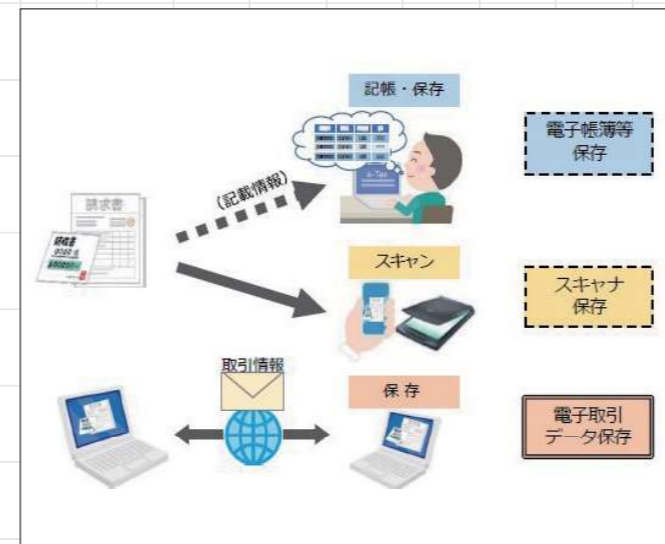 記帳・保存
電子帳簿等
保存
(記載情報)
請求書
領収書
スキャン
スキャナ
保存
取引情報
保存
電子取引
データ保存